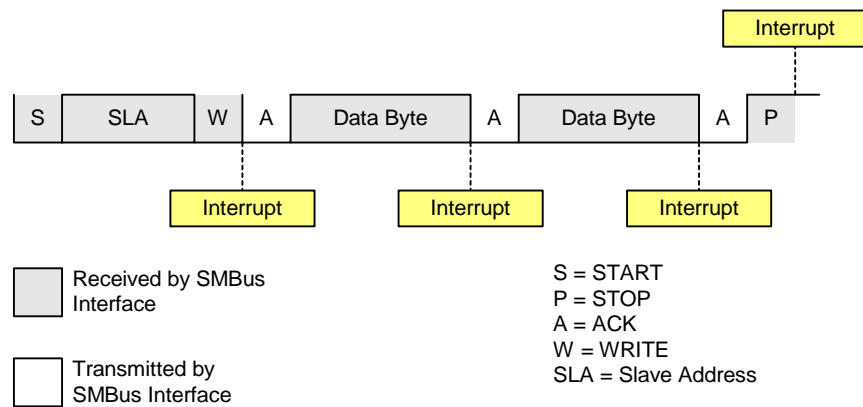 Interrupt
S SLA W A Data Byte A Data Byte A P
Interrupt Interrupt Interrupt
Received by SMBus
Interface
Transmitted by
SMBus Interface
S = START
P = STOP
A = ACK
W = WRITE
SLA = Slave Address